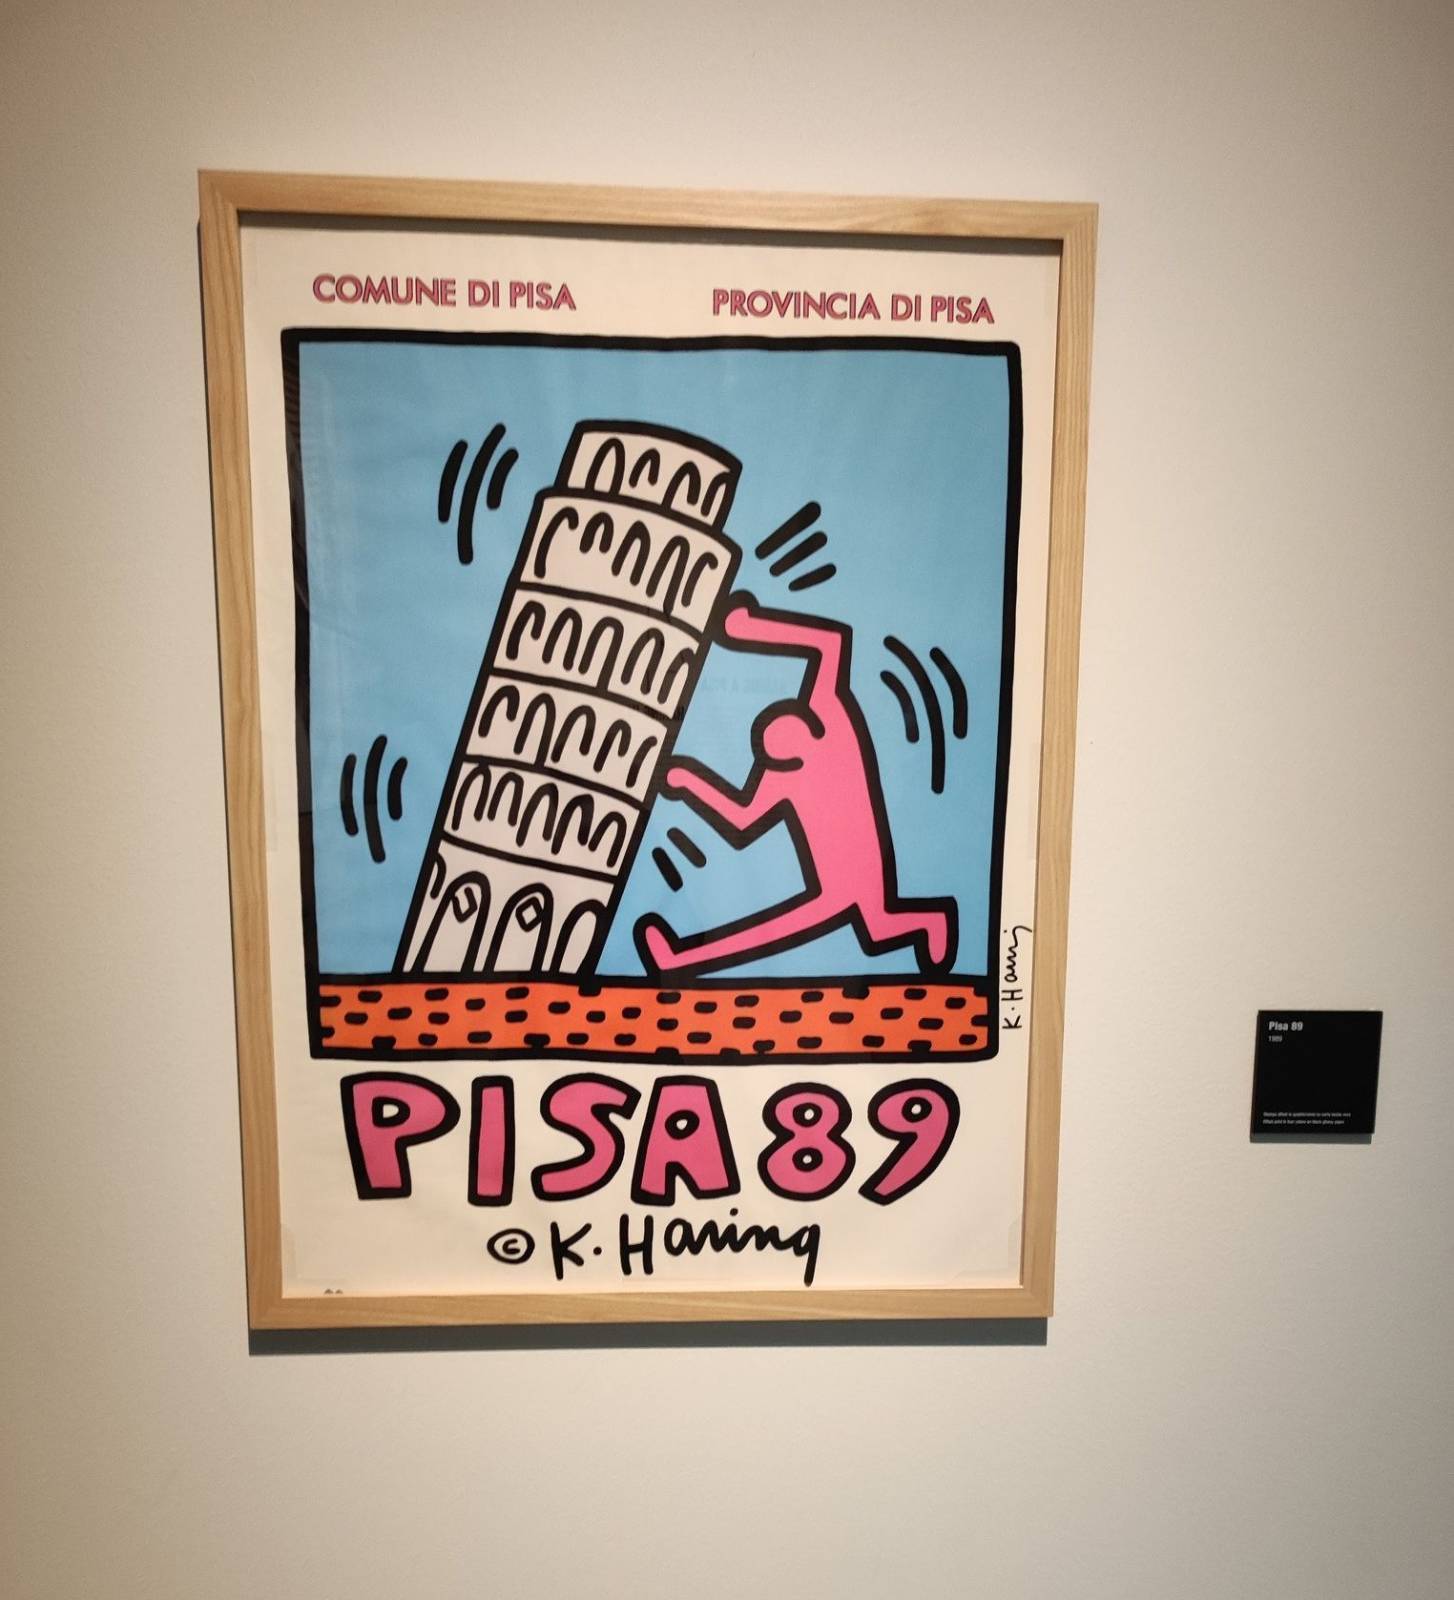 COMUNE DI PISA
PROVINCIA DI PISA
K. Haring
PISA 89
© K. Haring
Pisa 89
1989